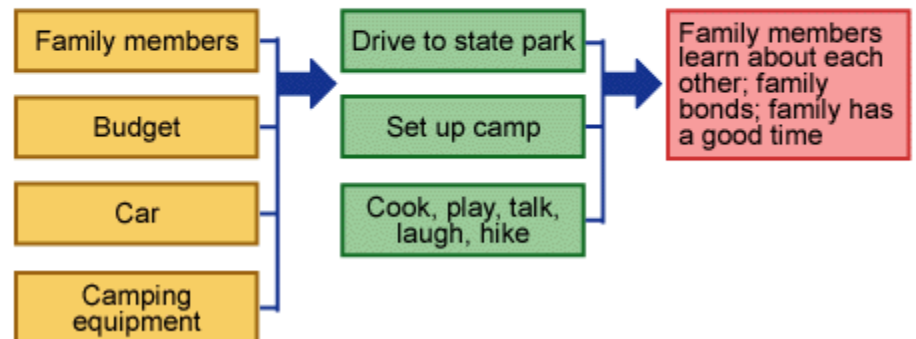 Family members
Budget
Car
Camping
equipment
Drive to state park
Set up camp
Cook, play, talk,
laugh, hike
Family members
learn about each
other; family
bonds; family has
a good time